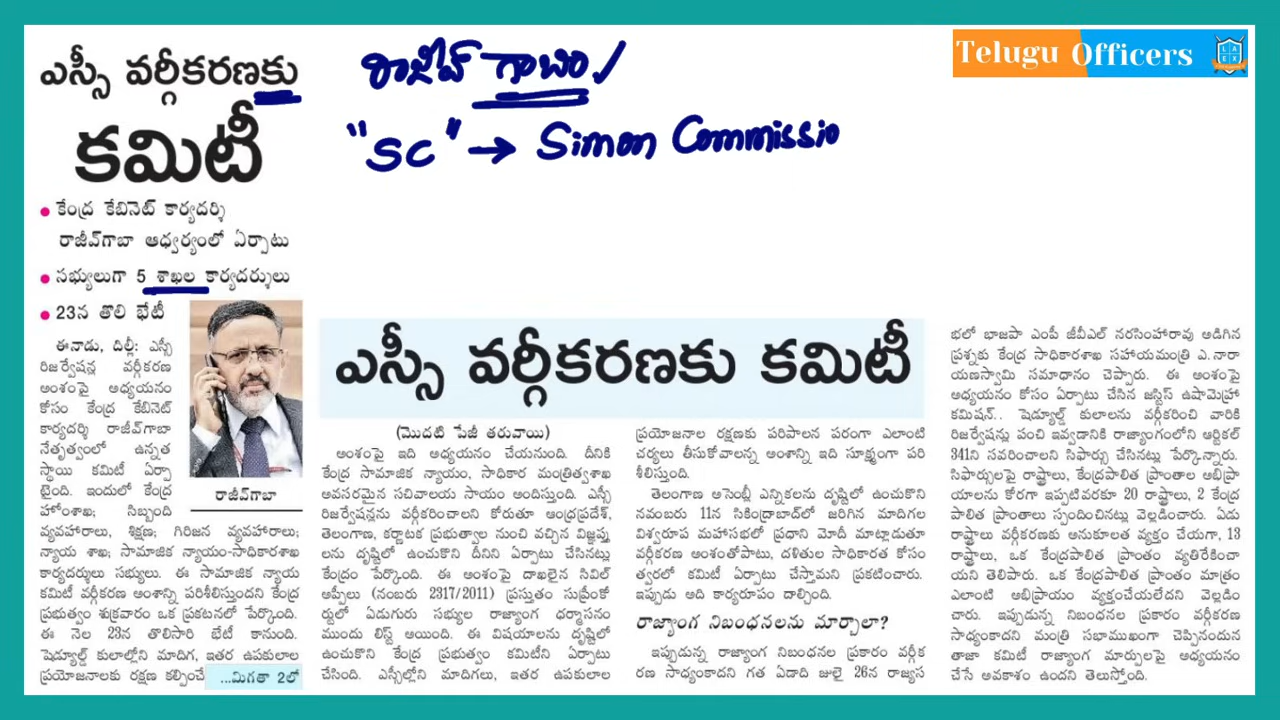 ఎస్సీ వర్గీకరణకు
కమిటీ
రాజీవ్ గాబా
"SC" → Simon Commissio
Telugu Officers
• కేంద్ర కేబినెట్ కార్యదర్శి
రాజీవ్‌గాబా ఆధ్వర్యంలో ఏర్పాటు
• సభ్యులుగా 5 శాఖల కార్యదర్శులు
• 23న తొలి భేటీ
ఈనాడు, దిల్లీ: ఎస్సీ
రిజర్వేషన్ల వర్గీకరణ
అంశంపై అధ్యయనం
కోసం కేంద్ర కేబినెట్
కార్యదర్శి రాజీవ్‌గాబా
నేతృత్వంలో ఉన్నత
స్థాయి కమిటీ ఏర్పా
టైంది. ఇందులో కేంద్ర
హోంశాఖ; సిబ్బంది
వ్యవహారాలు, శిక్షణ; గిరిజన వ్యవహారాలు;
న్యాయ శాఖ; సామాజిక న్యాయం-సాధికారశాఖ
కార్యదర్శులు సభ్యులు. ఈ సామాజిక న్యాయ
కమిటీ వర్గీకరణ అంశాన్ని పరిశీలిస్తుందని కేంద్ర
ప్రభుత్వం శుక్రవారం ఒక ప్రకటనలో పేర్కొంది.
ఈ నెల 23న తొలిసారి భేటీ కానుంది.
షెడ్యూల్డ్ కులాల్లోని మాదిగ, ఇతర ఉపకులాల
ప్రయోజనాలకు రక్షణ కల్పించే ...మిగతా 2లో
రాజీవ్‌గాబా
ఎస్సీ వర్గీకరణకు కమిటీ
(మొదటి పేజీ తరువాయి)
అంశంపై ఇది అధ్యయనం చేయనుంది. దీనికి
కేంద్ర సామాజిక న్యాయం, సాధికార మంత్రిత్వశాఖ
అవసరమైన సచివాలయ సాయం అందిస్తుంది. ఎస్సీ
రిజర్వేషన్లను వర్గీకరించాలని కోరుతూ ఆంధ్రప్రదేశ్,
తెలంగాణ, కర్ణాటక ప్రభుత్వాల నుంచి వచ్చిన విజ్ఞప్తు
లను దృష్టిలో ఉంచుకొని దీనిని ఏర్పాటు చేసినట్లు
కేంద్రం పేర్కొంది. ఈ అంశంపై దాఖలైన సివిల్
అప్పీలు (నంబరు 2317/2011) ప్రస్తుతం సుప్రీంకో
ర్టులో ఏడుగురు సభ్యుల రాజ్యాంగ ధర్మాసనం
ముందు లిస్ట్ అయింది. ఈ విషయాలను దృష్టిలో
ఉంచుకొని కేంద్ర ప్రభుత్వం కమిటీని ఏర్పాటు
చేసింది. ఎస్సీల్లోని మాదిగలు, ఇతర ఉపకులాల
ప్రయోజనాల రక్షణకు పరిపాలన పరంగా ఎలాంటి
చర్యలు తీసుకోవాలన్న అంశాన్ని ఇది సూక్ష్మంగా పరి
శీలిస్తుంది.
తెలంగాణ అసెంబ్లీ ఎన్నికలను దృష్టిలో ఉంచుకొని
నవంబరు 11న సికింద్రాబాద్‌లో జరిగిన మాదిగల
విశ్వరూప మహాసభలో ప్రధాని మోదీ మాట్లాడుతూ
వర్గీకరణ అంశంతోపాటు, దళితుల సాధికారత కోసం
త్వరలో కమిటీ ఏర్పాటు చేస్తామని ప్రకటించారు.
ఇప్పుడు అది కార్యరూపం దాల్చింది.
రాజ్యాంగ నిబంధనలను మార్చాలా?
ఇప్పుడున్న రాజ్యాంగ నిబంధనల ప్రకారం వర్గీక
రణ సాధ్యంకాదని గత ఏడాది జులై 26న రాజ్యస
భలో భాజపా ఎంపీ జీవీఎల్ నరసింహారావు అడిగిన
ప్రశ్నకు కేంద్ర సాధికారశాఖ సహాయమంత్రి ఎ.నారా
యణస్వామి సమాధానం చెప్పారు. ఈ అంశంపై
అధ్యయనం కోసం ఏర్పాటు చేసిన జస్టిస్ ఉషామెహ్రా
కమిషన్.. షెడ్యూల్డ్ కులాలను వర్గీకరించి వారికి
రిజర్వేషన్లు పంచి ఇవ్వడానికి రాజ్యాంగంలోని ఆర్టికల్
341ని సవరించాలని సిఫార్సు చేసినట్లు పేర్కొన్నారు.
సిఫార్సులపై రాష్ట్రాలు, కేంద్రపాలిత ప్రాంతాల అభిప్రా
యాలను కోరగా ఇప్పటివరకూ 20 రాష్ట్రాలు, 2 కేంద్ర
పాలిత ప్రాంతాలు స్పందించినట్లు వెల్లడించారు. ఏడు
రాష్ట్రాలు వర్గీకరణకు అనుకూలత వ్యక్తం చేయగా, 13
రాష్ట్రాలు, ఒక కేంద్రపాలిత ప్రాంతం వ్యతిరేకించా
యని తెలిపారు. ఒక కేంద్రపాలిత ప్రాంతం మాత్రం
ఎలాంటి అభిప్రాయం వ్యక్తంచేయలేదని వెల్లడిం
చారు. ఇప్పుడున్న నిబంధనల ప్రకారం వర్గీకరణ
సాధ్యంకాదని మంత్రి సభాముఖంగా చెప్పినందున
తాజా కమిటీ రాజ్యాంగ మార్పులపై అధ్యయనం
చేసే అవకాశం ఉందని తెలుస్తోంది.